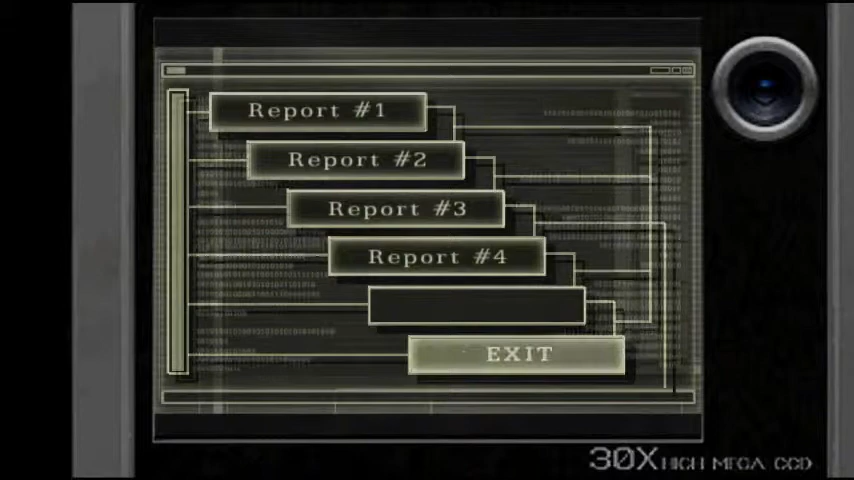 Report #1
Report #2
Report #3
Report #4
EXIT
30X HIGH MEGA CCD